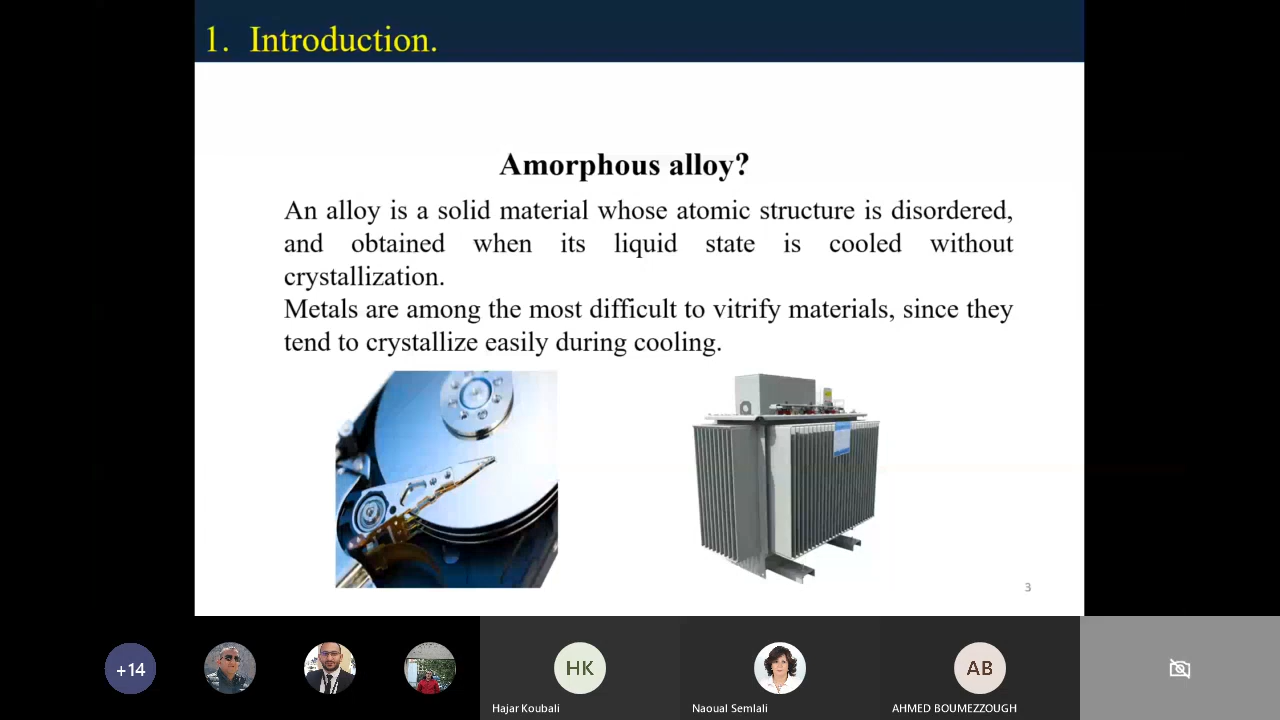 1. Introduction.
Amorphous alloy?
An alloy is a solid material whose atomic structure is disordered,
and obtained when its liquid state is cooled without
crystallization.
Metals are among the most difficult to vitrify materials, since they
tend to crystallize easily during cooling.
3
+14
HK
AB
Hajar Koubali
Naoual Semlali
AHMED BOUMEZZOUGH